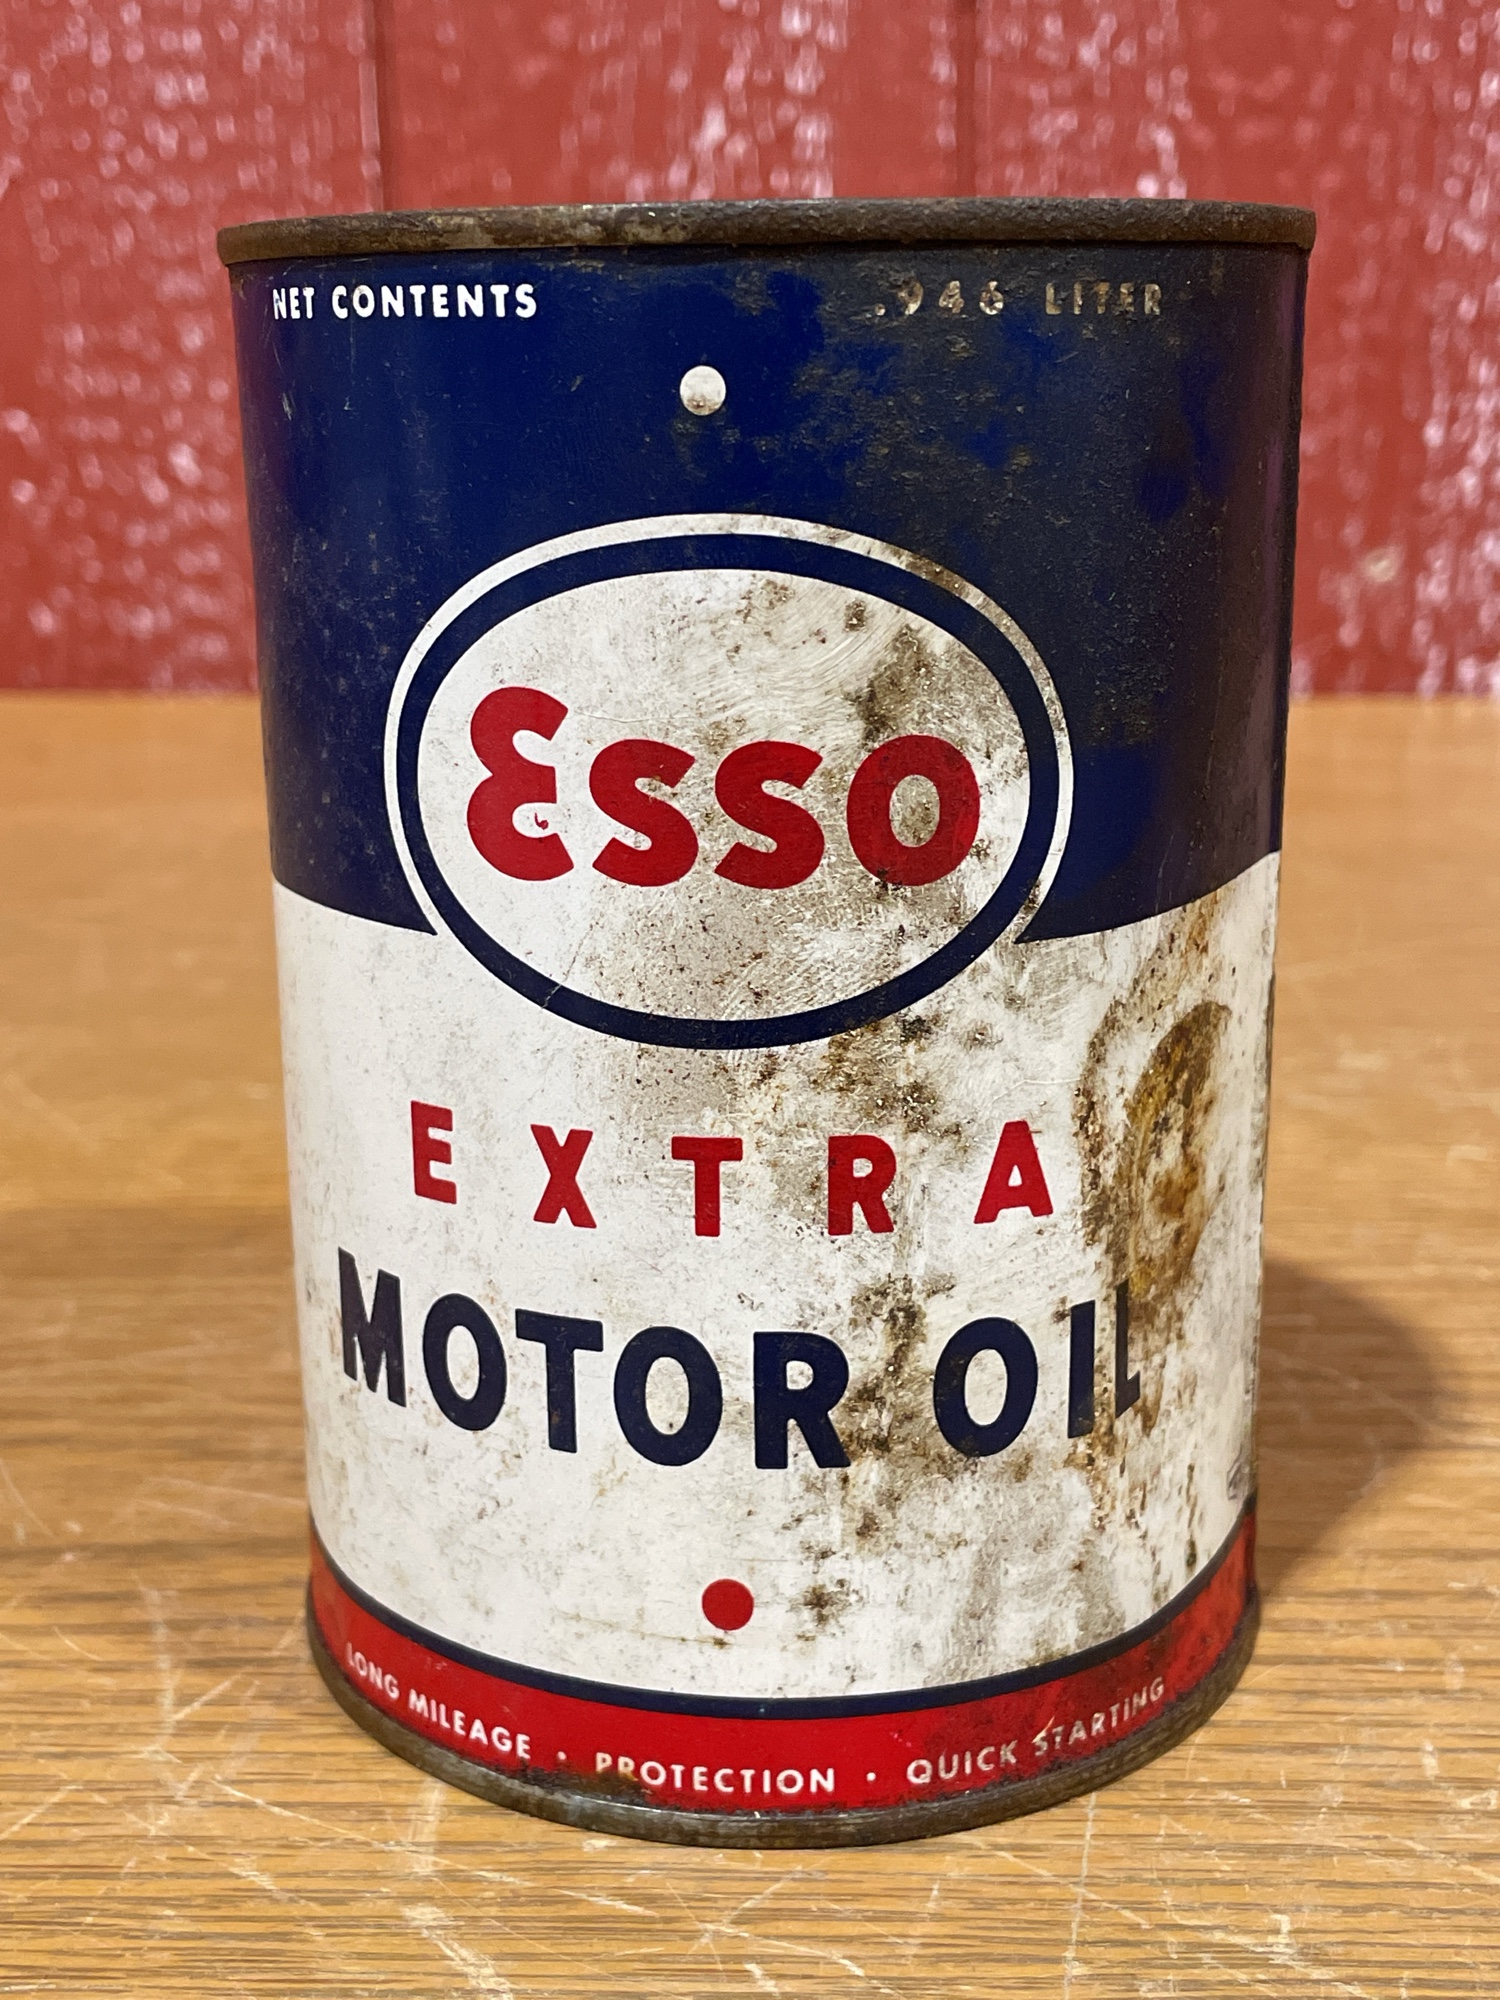 NET CONTENTS .946 LITER
Esso
EXTRA
MOTOR OIL
LONG MILEAGE · PROTECTION · QUICK STARTING